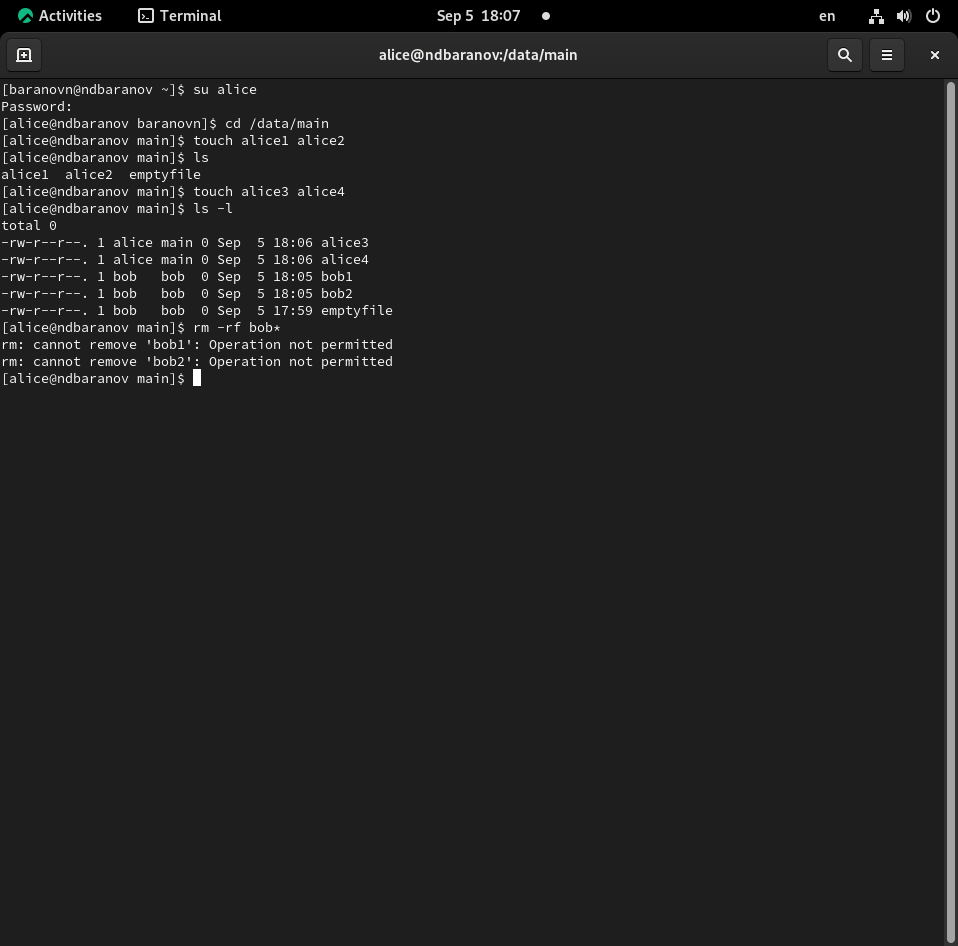 Activities Terminal Sep 5 18:07 en
alice@ndbaranov:/data/main
[baranovn@ndbaranov ~]$ su alice
Password:
[alice@ndbaranov baranovn]$ cd /data/main
[alice@ndbaranov main]$ touch alice1 alice2
[alice@ndbaranov main]$ ls
alice1  alice2  emptyfile
[alice@ndbaranov main]$ touch alice3 alice4
[alice@ndbaranov main]$ ls -l
total 0
-rw-r--r--. 1 alice main 0 Sep  5 18:06 alice3
-rw-r--r--. 1 alice main 0 Sep  5 18:06 alice4
-rw-r--r--. 1 bob   bob  0 Sep  5 18:05 bob1
-rw-r--r--. 1 bob   bob  0 Sep  5 18:05 bob2
-rw-r--r--. 1 bob   bob  0 Sep  5 17:59 emptyfile
[alice@ndbaranov main]$ rm -rf bob*
rm: cannot remove 'bob1': Operation not permitted
rm: cannot remove 'bob2': Operation not permitted
[alice@ndbaranov main]$